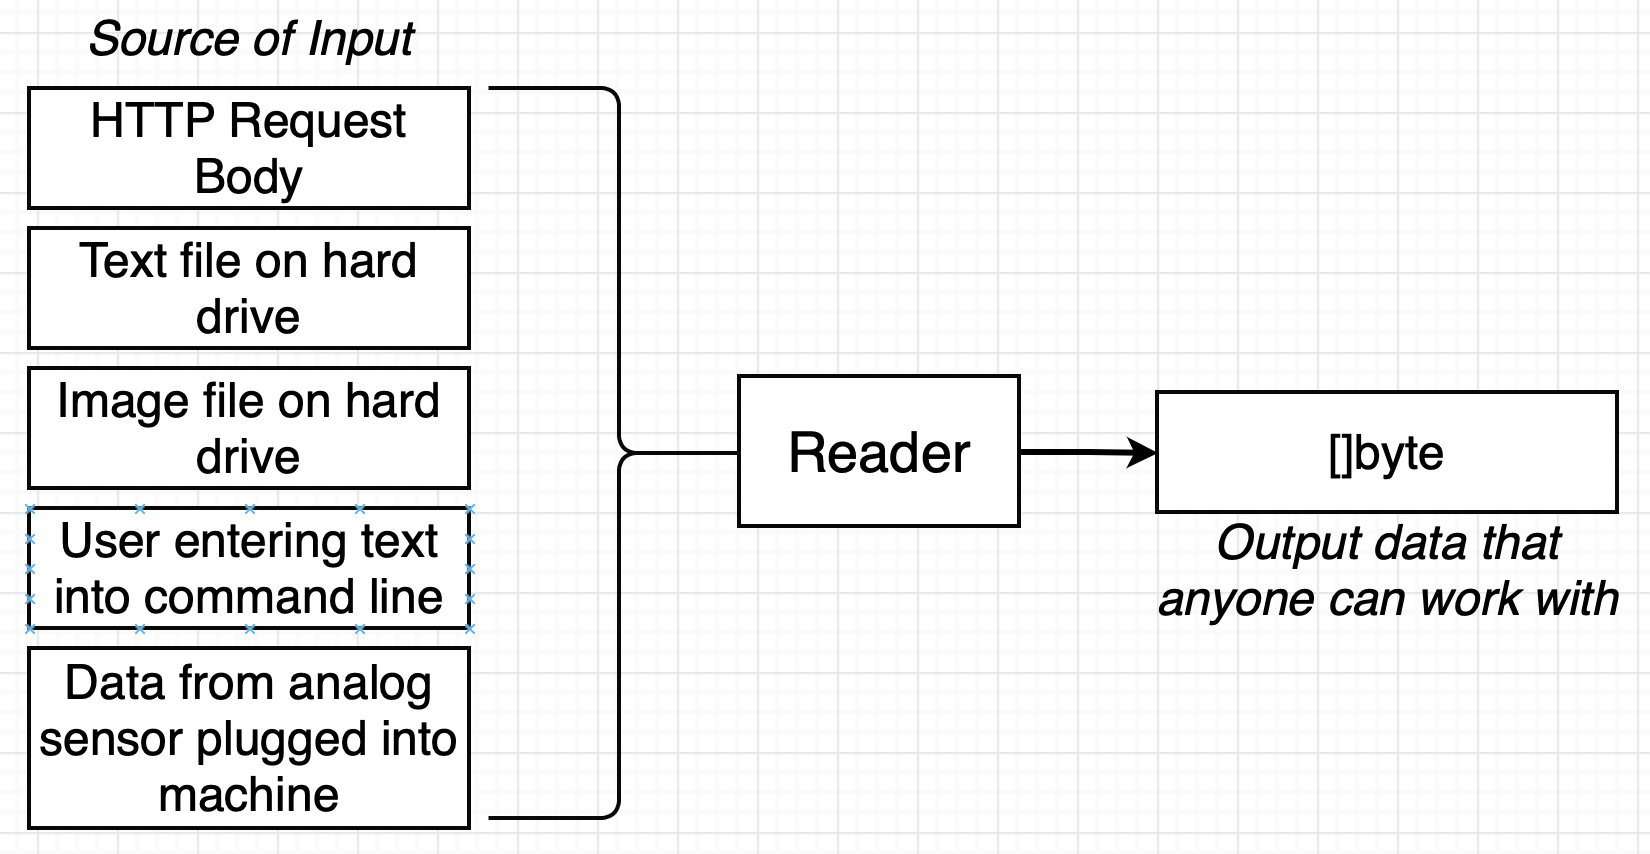 Source of Input
HTTP Request
Body
Text file on hard
drive
Image file on hard
drive
User entering text
into command line
Data from analog
sensor plugged into
machine
Reader
[]byte
Output data that
anyone can work with